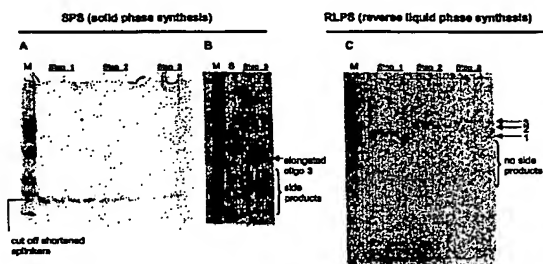 SPS (solid phase synthesis)
RLPS (reverse liquid phase synthesis)
A
B
C
M Step 1 Step 2 Step 3
M S Step 3
M Step 1 Step 2 Step 3
elongated
oligo 3
side
products
cut off shortened
splinkers
3
2
1
no side
products